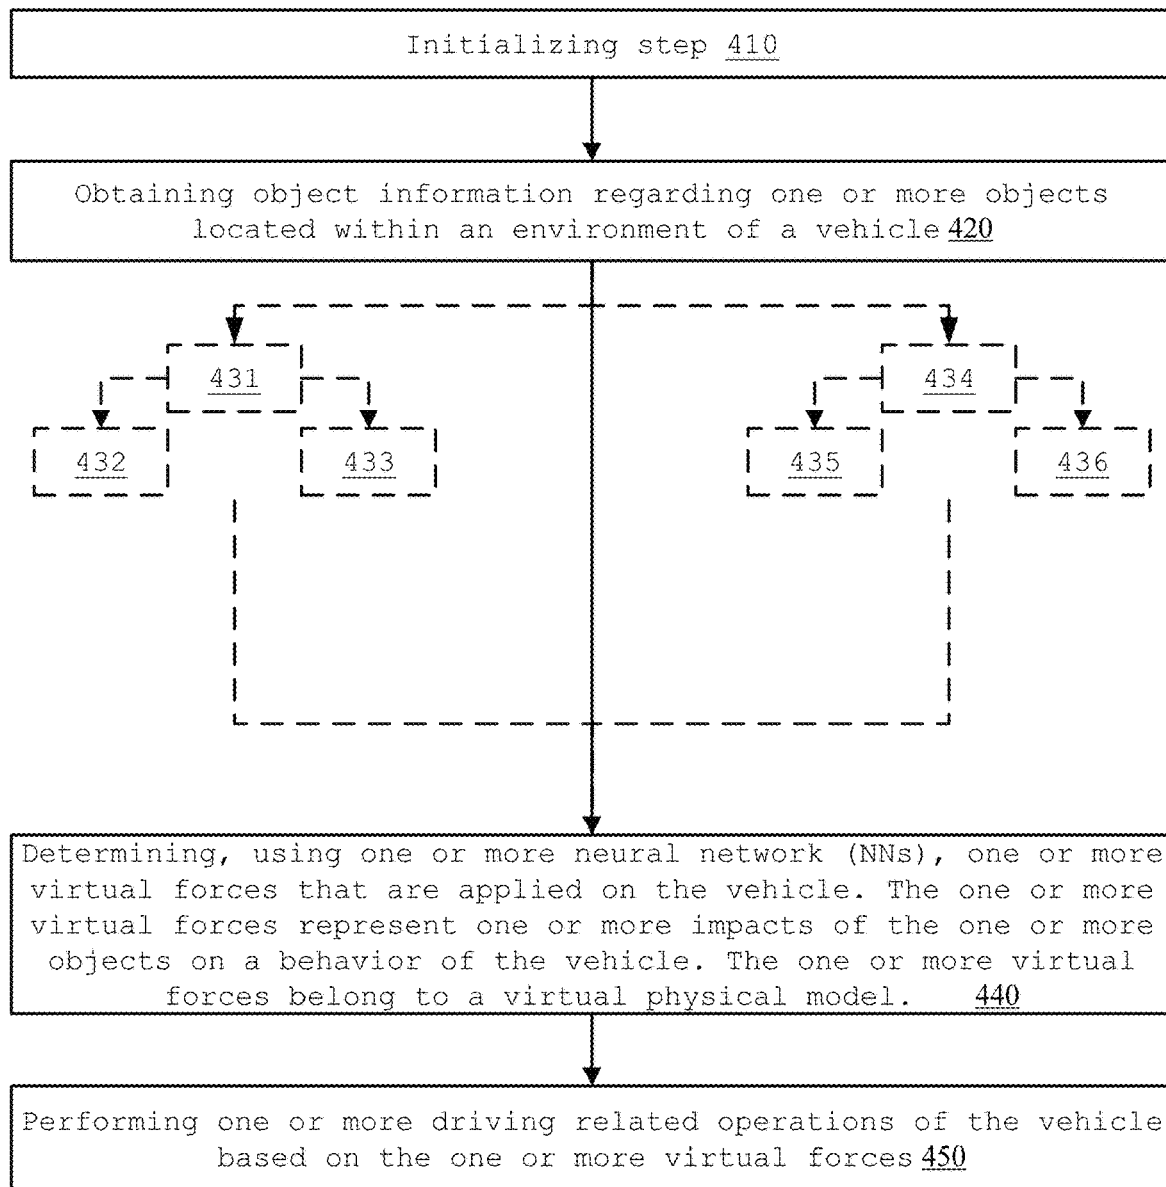 Initializing step 410
Obtaining object information regarding one or more objects
located within an environment of a vehicle 420
431
434
432
433
435
436
Determining, using one or more neural network (NNs), one or more
virtual forces that are applied on the vehicle. The one or more
virtual forces represent one or more impacts of the one or more
objects on a behavior of the vehicle. The one or more virtual
forces belong to a virtual physical model. 440
Performing one or more driving related operations of the vehicle
based on the one or more virtual forces 450